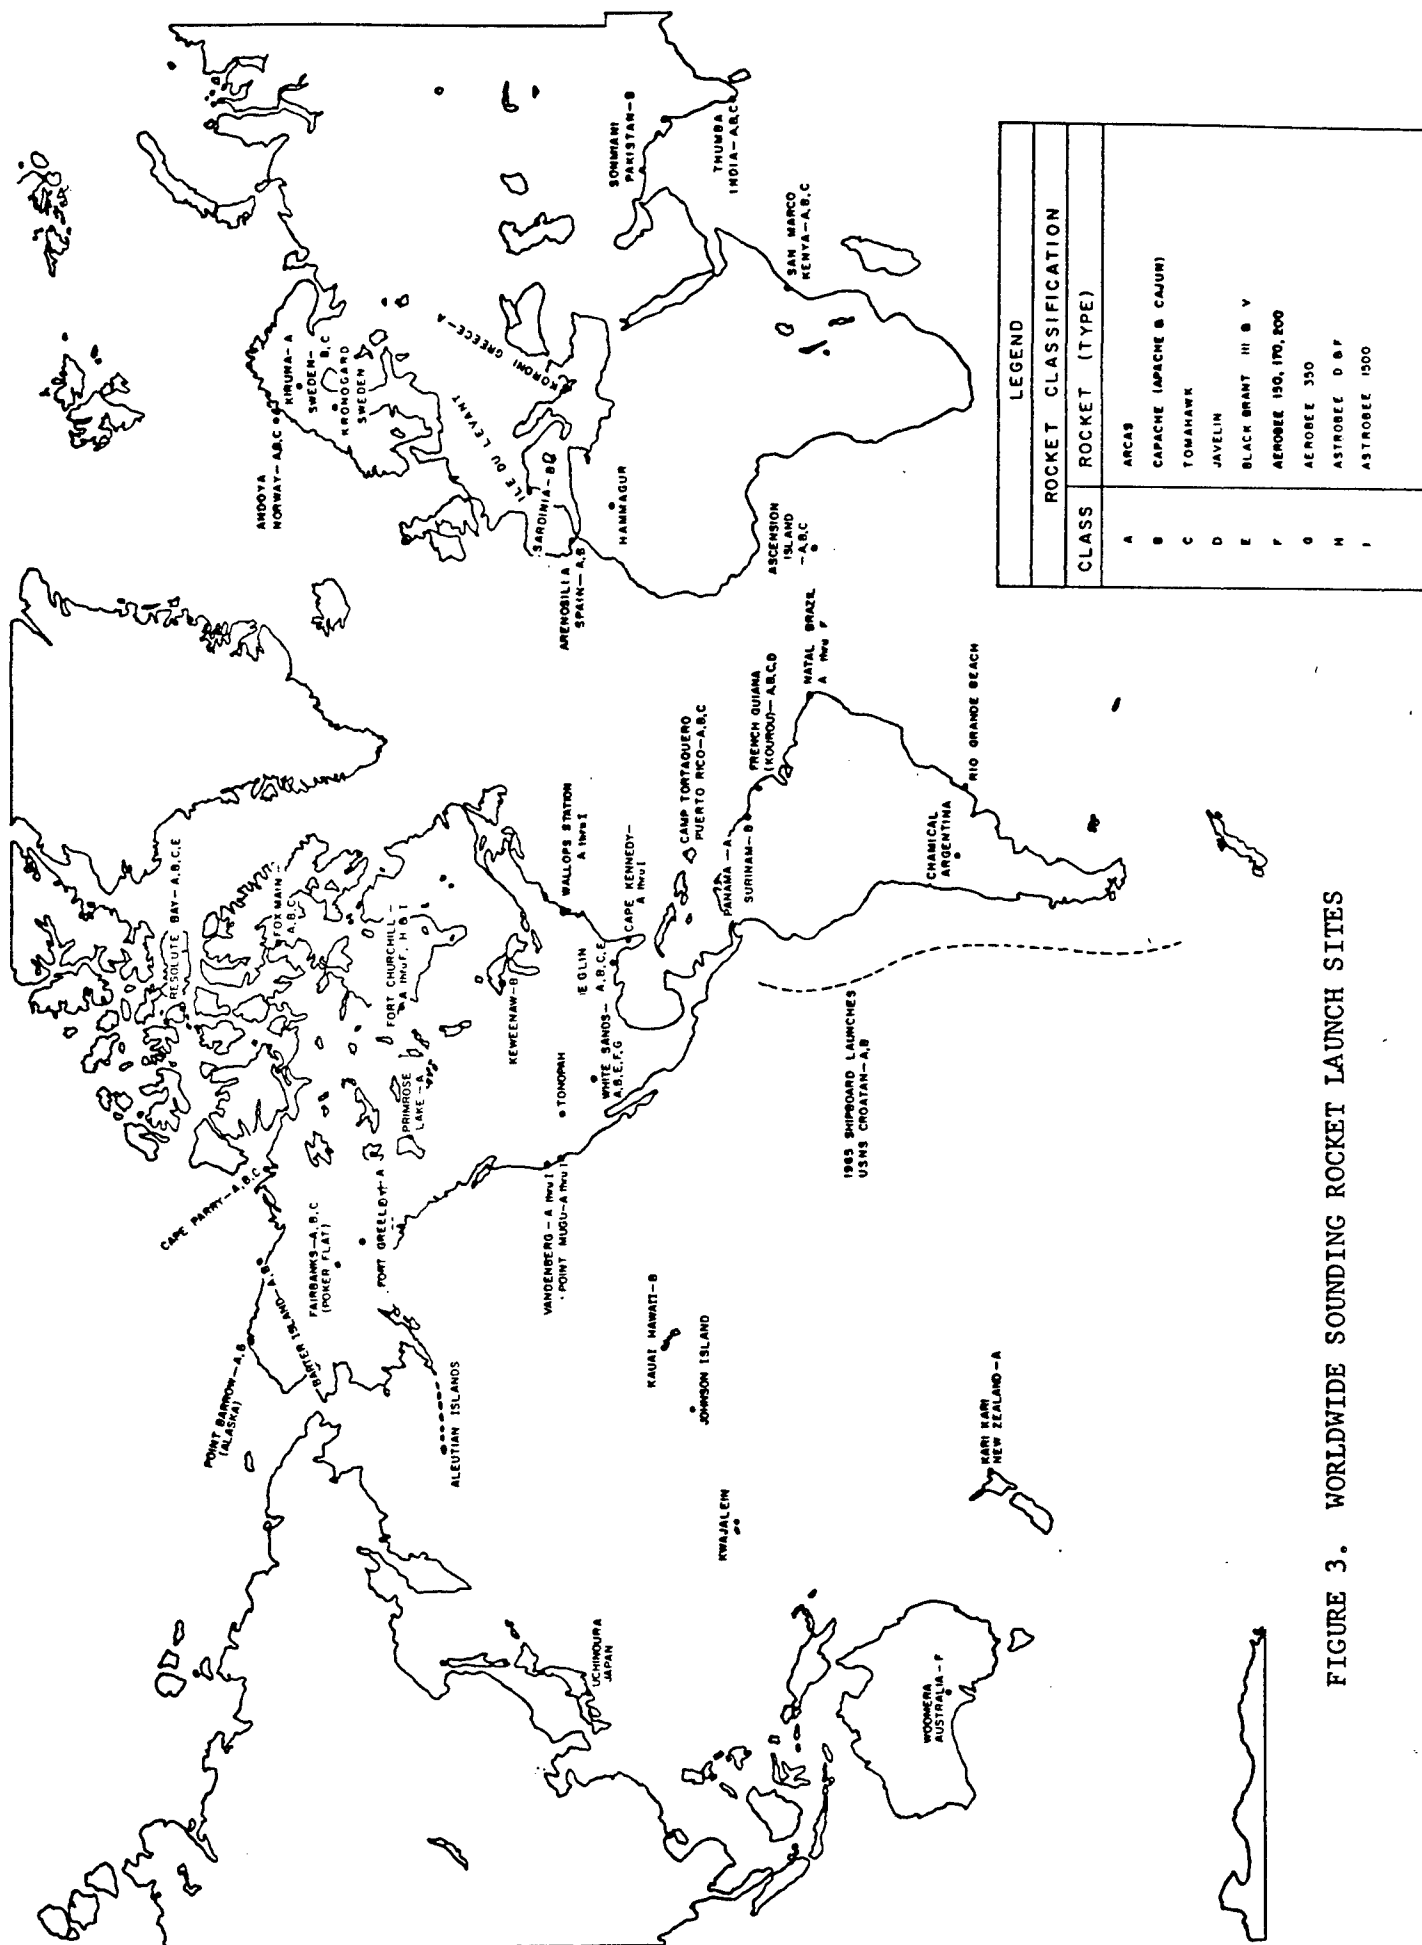 POINT BARROW—A,B
(ALASKA)
BARTER ISLAND—A,B
CAPE PARRY—A,B,C
FAIRBANKS—A,B,C
(POKER FLAT)
FORT GREELDY—A
ALEUTIAN ISLANDS
RESOLUTE BAY—A,B,C,E
FOX MAIN—
A,B,C
FORT CHURCHILL—
A thru F, H & I
PRIMROSE
LAKE—A
KEWEENAW—B
TONOPAH
VANDENBERG—A thru I
POINT MUGU—A thru I
WHITE SANDS—
A,B,E,F,G
EGLIN
A,B,C,E
WALLOPS STATION
A thru I
CAPE KENNEDY—
A thru I
CAMP TORTAQUERO
PUERTO RICO—A,B,C
PANAMA—A
SURINAM—B
FRENCH GUIANA
(KOUROU)—A,B,C,D
NATAL BRAZIL
A thru F
RIO GRANDE BEACH
CHAMICAL
ARGENTINA
1965 SHIPBOARD LAUNCHES
USNS CROATAN—A,B
KAUAI HAWAII—B
JOHNSON ISLAND
KWAJALEIN
KARI KARI
NEW ZEALAND—A
UCHINOURA
JAPAN
WOOMERA
AUSTRALIA—F
ANDOYA
NORWAY—A,B,C
KIRUNA—A
SWEDEN—
B,C
KRONOGARD
SWEDEN
KORONI GREECE—A
ILE DU LEVANT
SARDINIA—B
ARENOSILLA
SPAIN—A,B
HAMMAGUR
ASCENSION
ISLAND
—A,B,C
SONMIANI
PAKISTAN—B
THUMBA
INDIA—A,B,C
SAN MARCO
KENYA—A,B,C
LEGEND
ROCKET CLASSIFICATION
CLASS ROCKET (TYPE)
A ARCAS
B CAPACHE (APACHE & CAJUN)
C TOMAHAWK
D JAVELIN
E BLACK BRANT III & V
F AEROBEE 150, 170, 200
G AEROBEE 350
H ASTROBEE D & F
I ASTROBEE 1500
FIGURE 3. WORLDWIDE SOUNDING ROCKET LAUNCH SITES